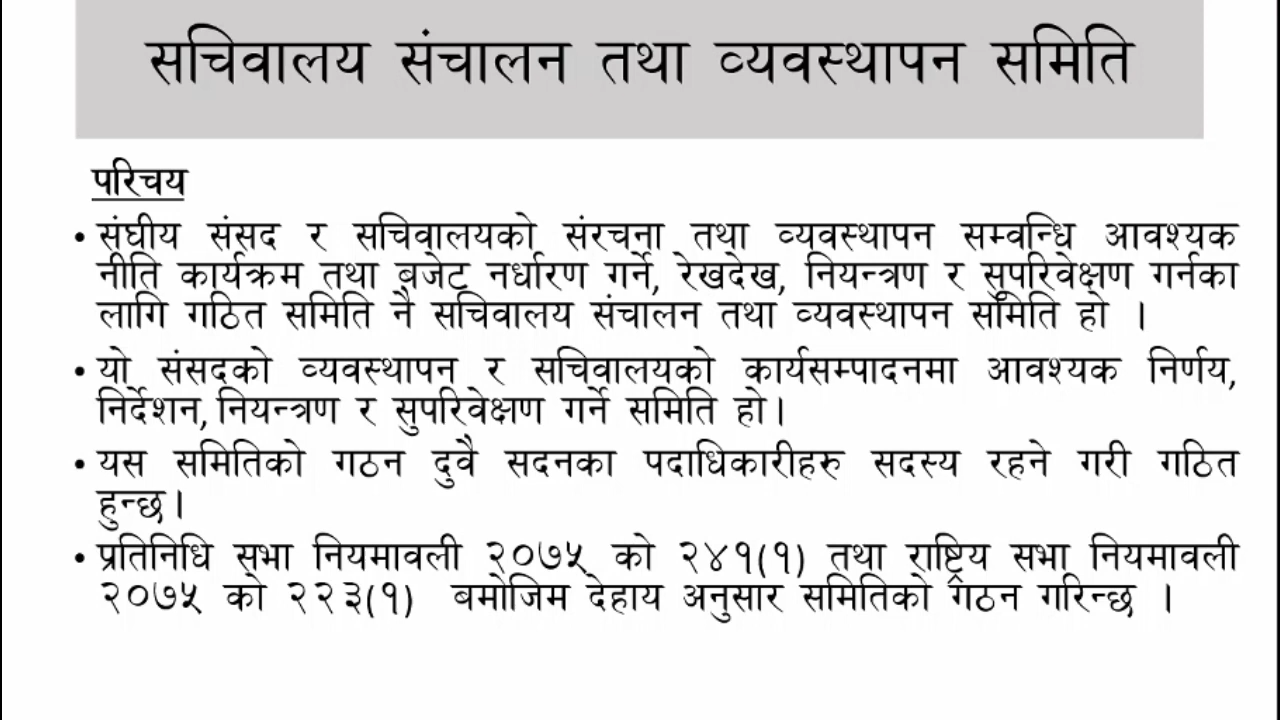 सचिवालय संचालन तथा व्यवस्थापन समिति
परिचय
• संघीय संसद र सचिवालयको संरचना तथा व्यवस्थापन सम्वन्धि आवश्यक
नीति कार्यक्रम तथा बजेट नर्धारण गर्ने, रेखदेख, नियन्त्रण र सुपरिवेक्षण गर्नका
लागि गठित समिति नै सचिवालय संचालन तथा व्यवस्थापन समिति हो ।
• यो संसदको व्यवस्थापन र सचिवालयको कार्यसम्पादनमा आवश्यक निर्णय,
निर्देशन, नियन्त्रण र सुपरिवेक्षण गर्ने समिति हो।
• यस समितिको गठन दुवै सदनका पदाधिकारीहरु सदस्य रहने गरी गठित
हुन्छ।
• प्रतिनिधि सभा नियमावली २०७५ को २४१(१) तथा राष्ट्रिय सभा नियमावली
२०७५ को २२३(१) बमोजिम देहाय अनुसार समितिको गठन गरिन्छ ।